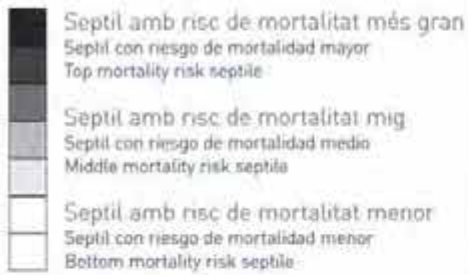 Septil amb risc de mortalitat més gran
Septil con riesgo de mortalidad mayor
Top mortality risk septile
Septil amb risc de mortalitat mig
Septil con riesgo de mortalidad medio
Middle mortality risk septile
Septil amb risc de mortalitat menor
Septil con riesgo de mortalidad menor
Bottom mortality risk septile